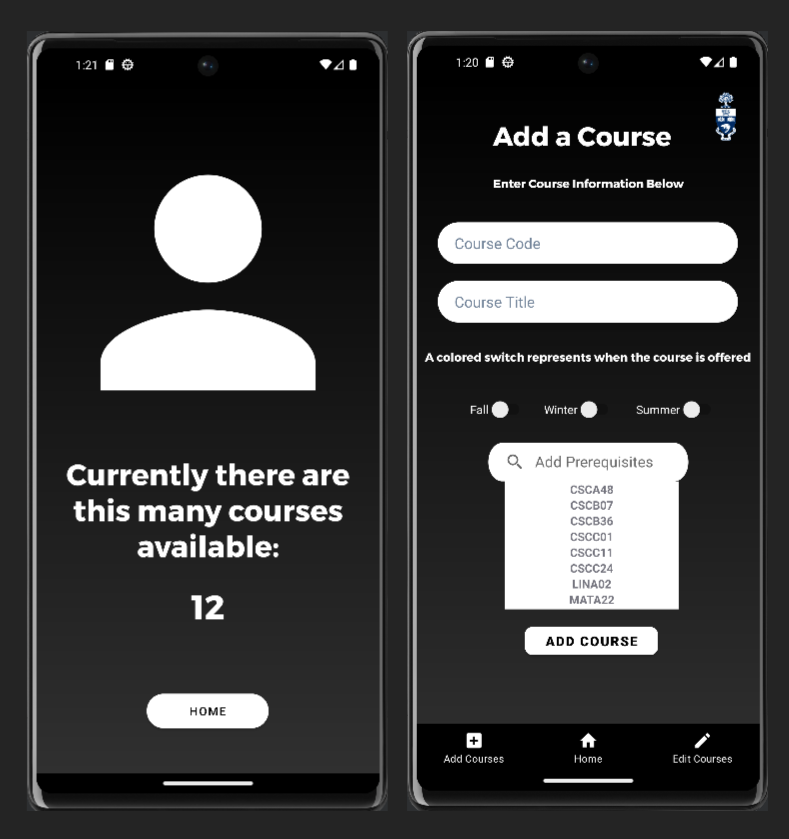 1:21
Currently there are
this many courses
available:
12
HOME
1:20
Add a Course
Enter Course Information Below
Course Code
Course Title
A colored switch represents when the course is offered
Fall Winter Summer
Add Prerequisites
CSCA48
CSCB07
CSCB36
CSCC01
CSCC11
CSCC24
LINA02
MATA22
ADD COURSE
Add Courses Home Edit Courses